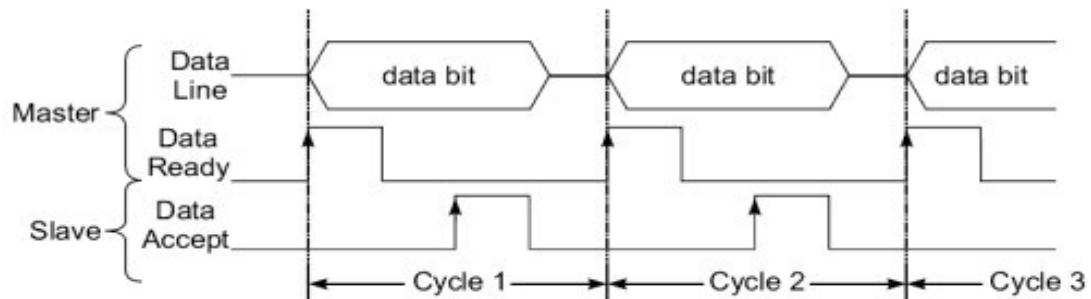 Data
Line
data bit
data bit
data bit
Master
Data
Ready
Slave
Data
Accept
Cycle 1
Cycle 2
Cycle 3